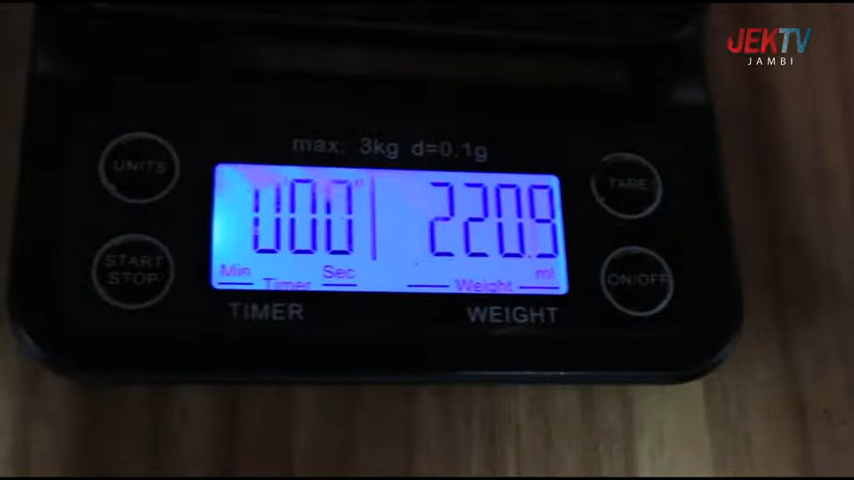 JEKTV
JAMBI
max: 3kg d=0.1g
UNITS
TARE
0'00"
220.9
START
STOP
ON/OFF
Min
Sec
ml
Timer
Weight
TIMER
WEIGHT